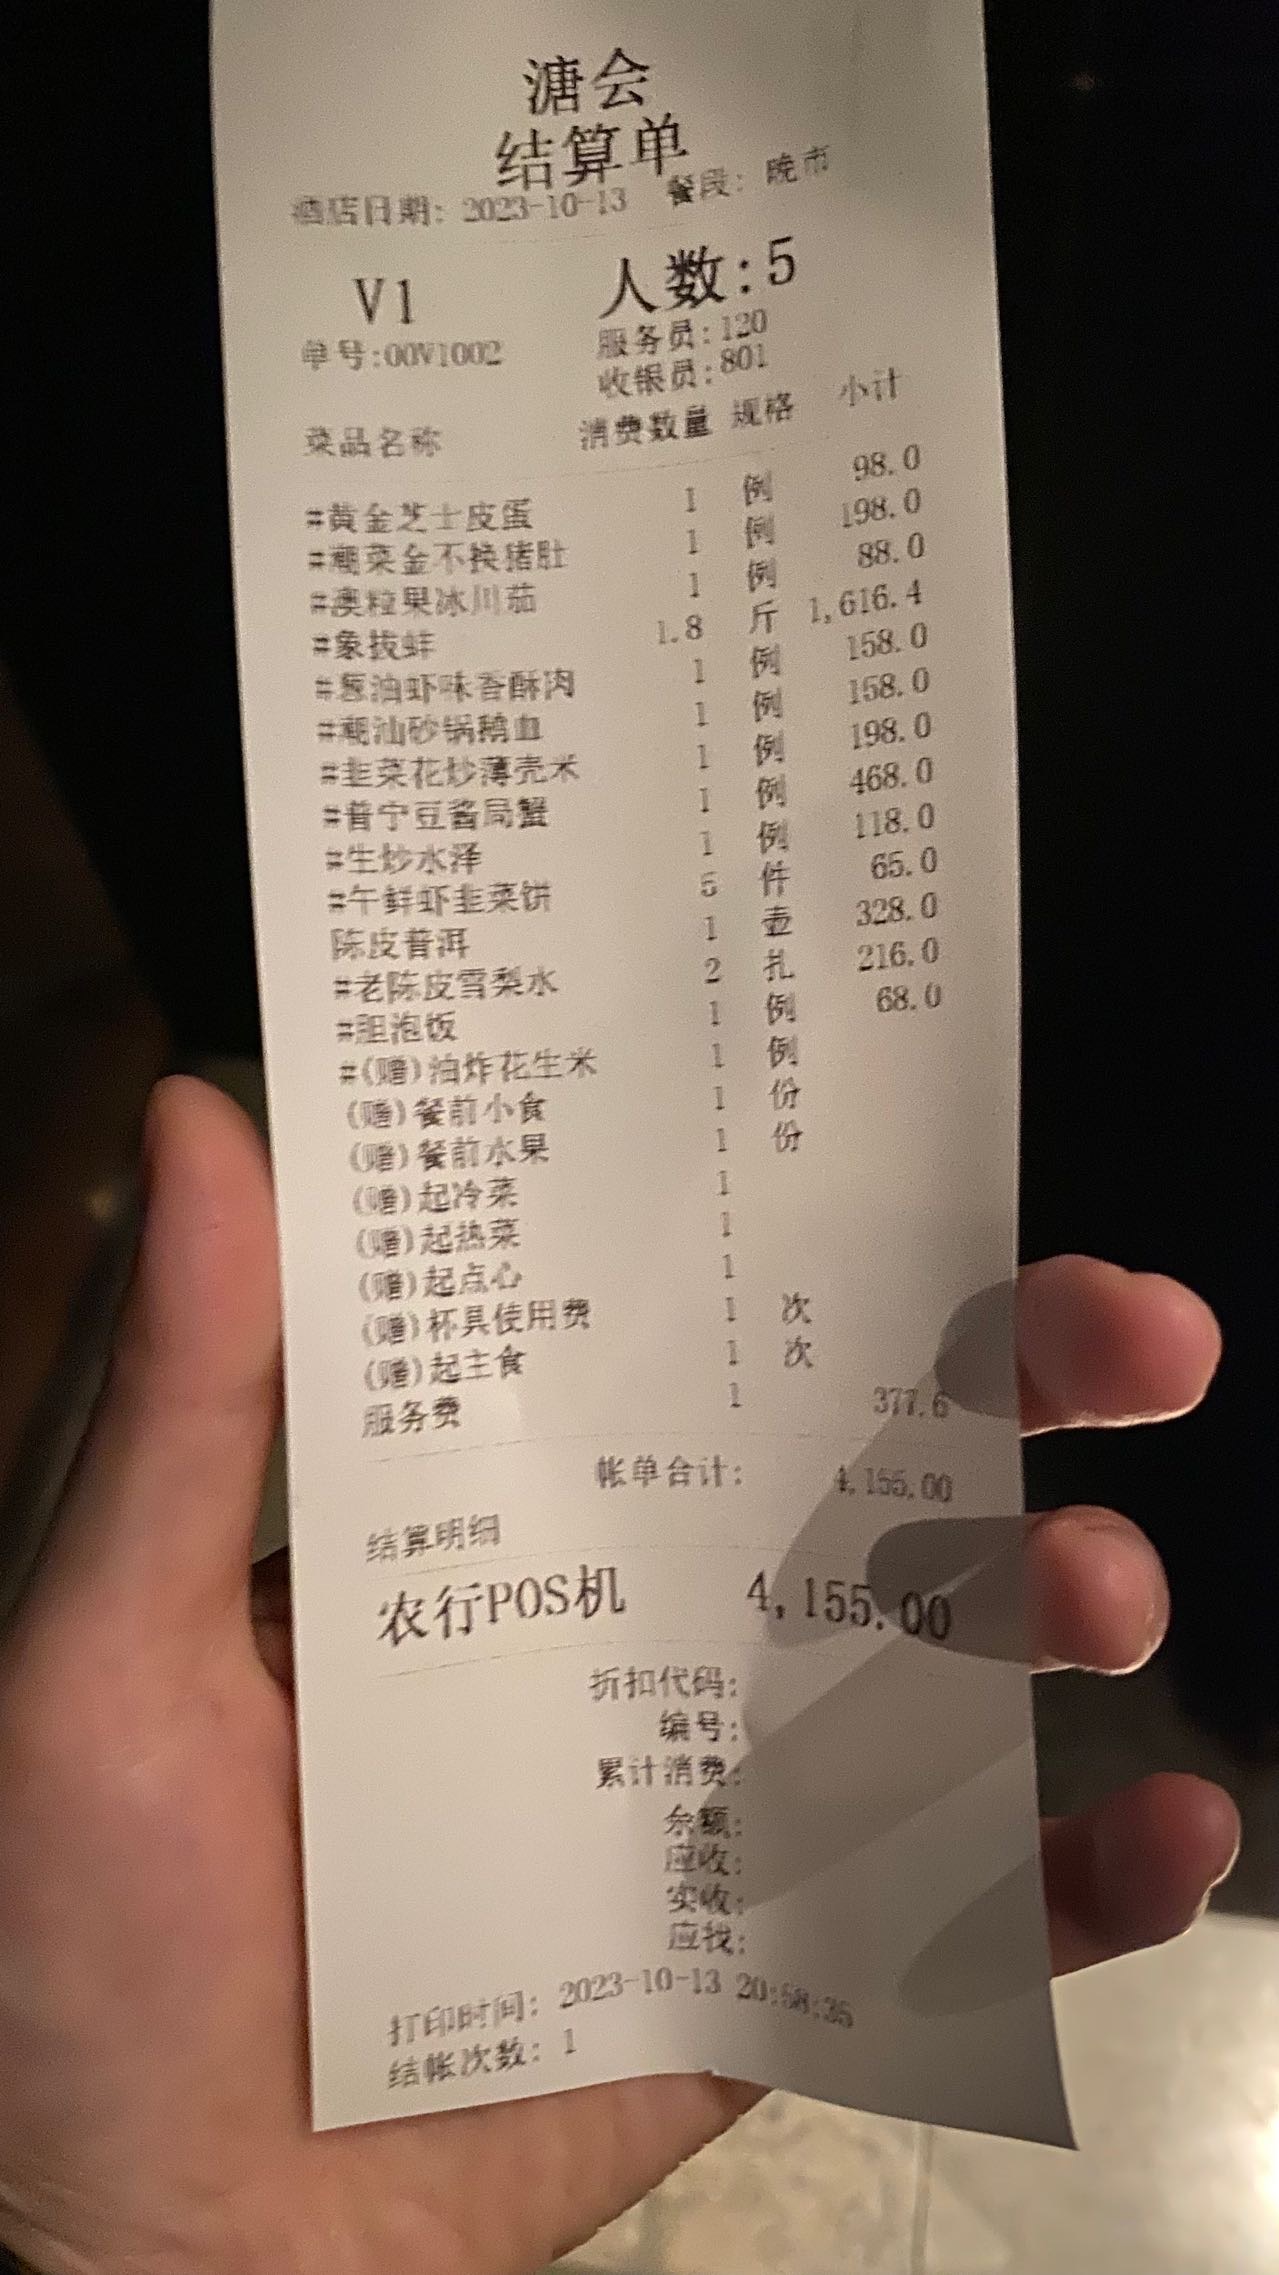 溏会
结算单
酒店日期: 2023-10-13 餐段: 晚市
V1 人数:5
单号:00V1002 服务员:120
收银员:801
菜品名称 消费数量 规格 小计
#黄金芝士皮蛋 1 例 98.0
#潮菜金不换猪肚 1 例 198.0
#澳粒果冰川茄 1 例 88.0
#象拔蚌 1.8 斤 1,616.4
#葱油虾味香酥肉 1 例 158.0
#潮汕砂锅鹅血 1 例 158.0
#韭菜花炒薄壳米 1 例 198.0
#普宁豆酱局蟹 1 例 468.0
#生炒水泽 1 例 118.0
#午鲜虾韭菜饼 5 件 65.0
陈皮普洱 1 壶 328.0
#老陈皮雪梨水 2 扎 216.0
#胆泡饭 1 例 68.0
#(赠)油炸花生米 1 例
(赠)餐前小食 1 份
(赠)餐前水果 1 份
(赠)起冷菜 1
(赠)起热菜 1
(赠)起点心 1
(赠)杯具使用费 1 次
(赠)起主食 1 次
服务费 1 377.6
帐单合计: 4,155.00
结算明细
农行POS机 4,155.00
折扣代码:
编号:
累计消费:
余额:
应收:
实收:
应找:
打印时间: 2023-10-13 20:58:35
结帐次数: 1